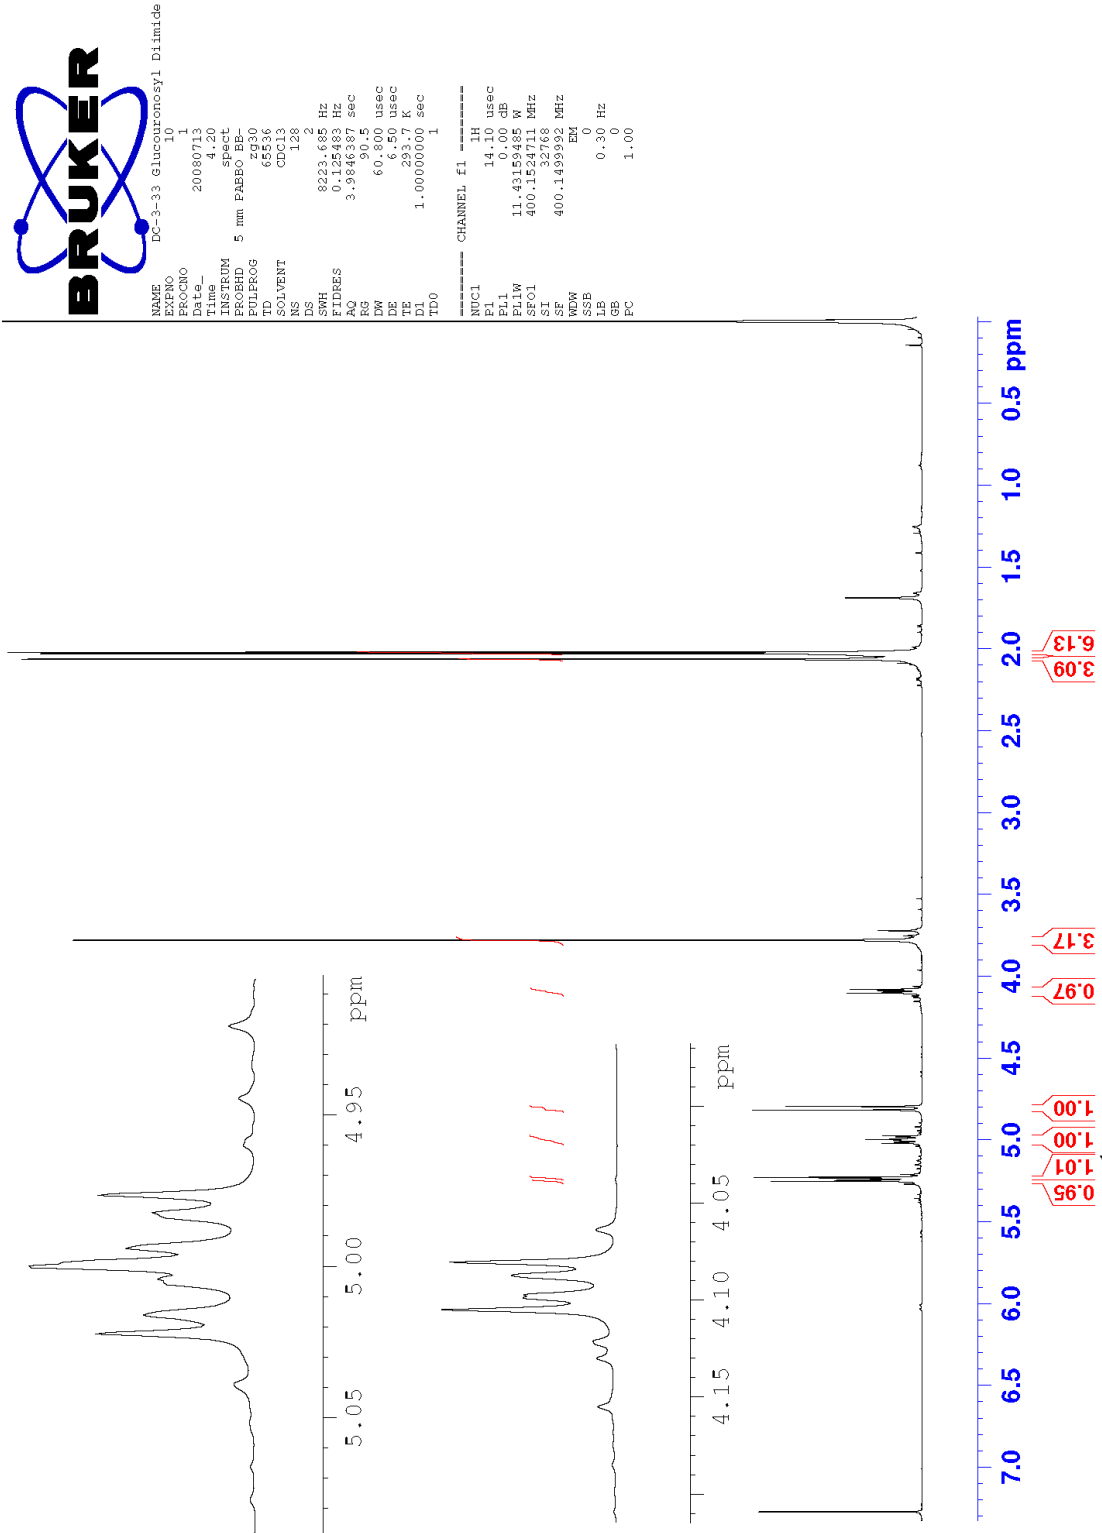 BRUKER
NAME DC-3-33 Glucouronosyl Diimide
EXPNO 10
PROCNO 1
Date_ 20080713
Time 4.20
INSTRUM spect
PROBHD 5 mm PABBO BB-
PULPROG zg30
TD 65536
SOLVENT CDCl3
NS 128
DS 2
SWH 8223.685 Hz
FIDRES 0.125483 Hz
AQ 3.9846387 sec
RG 90.5
DW 60.800 usec
DE 6.50 usec
TE 293.7 K
D1 1.00000000 sec
TD0 1
======== CHANNEL f1 ========
NUC1 1H
P1 14.10 usec
PL1 0.00 dB
PL1W 11.43159485 W
SFO1 400.1524711 MHz
SI 32768
SF 400.1499992 MHz
WDW EM
SSB 0
LB 0.30 Hz
GB 0
PC 1.00
5.05 5.00 4.95 ppm
4.15 4.10 4.05 ppm
7.0 6.5 6.0 5.5 5.0 4.5 4.0 3.5 3.0 2.5 2.0 1.5 1.0 0.5 ppm
0.95 1.01 1.00 1.00 0.97 3.17 3.09 6.13